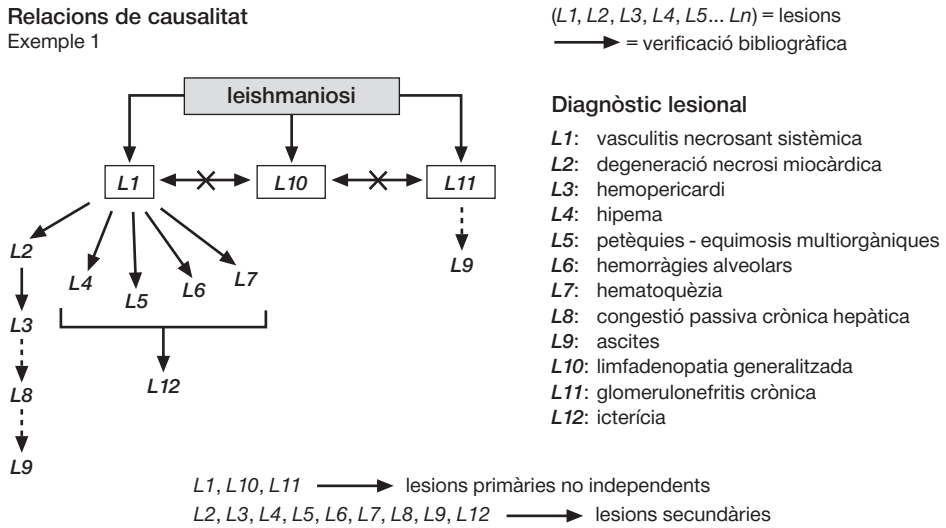 Relacions de causalitat
Exemple 1
(L1, L2, L3, L4, L5... Ln) = lesions
= verificació bibliogràfica
leishmaniosi
L1
L10
L11
L2
L4
L5
L6
L7
L9
L3
L12
L8
L9
Diagnòstic lesional
L1: vasculitis necrosant sistèmica
L2: degeneració necrosi miocàrdica
L3: hemopericardi
L4: hipema
L5: petèquies - equimosis multiorgàniques
L6: hemorràgies alveolars
L7: hematoquèzia
L8: congestió passiva crònica hepàtica
L9: ascites
L10: limfadenopatia generalitzada
L11: glomerulonefritis crònica
L12: icterícia
L1, L10, L11 lesions primàries no independents
L2, L3, L4, L5, L6, L7, L8, L9, L12 lesions secundàries